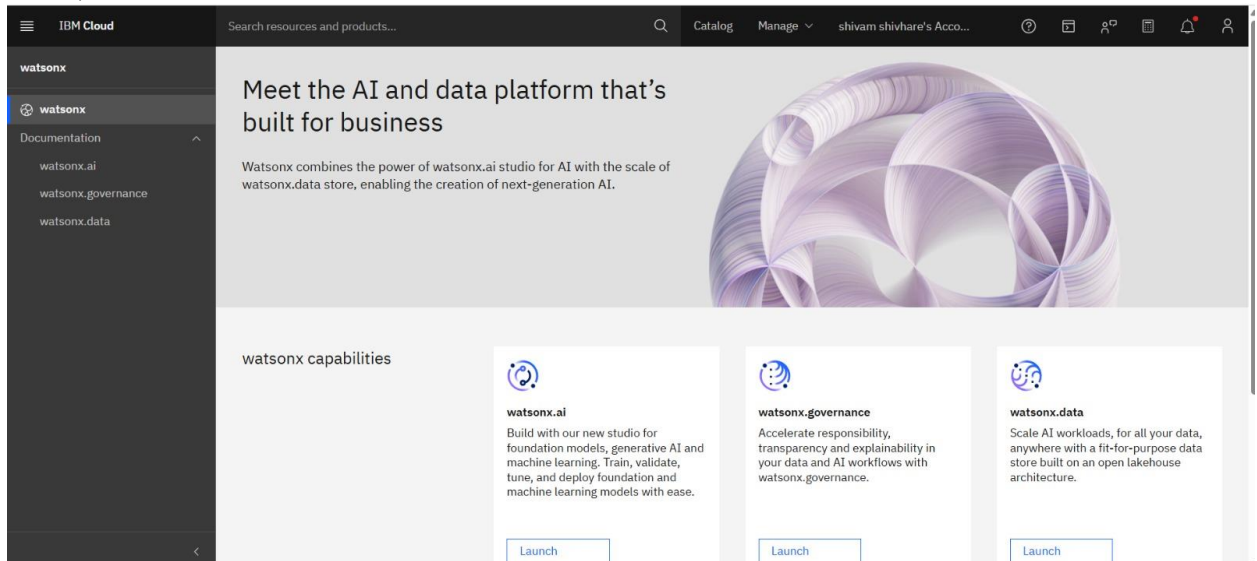 IBM Cloud
Search resources and products...
Catalog
Manage
shivam shivhare's Acco...
watsonx
watsonx
Documentation
watsonx.ai
watsonx.governance
watsonx.data
Meet the AI and data platform that's
built for business
Watsonx combines the power of watsonx.ai studio for AI with the scale of
watsonx.data store, enabling the creation of next-generation AI.
watsonx capabilities
watsonx.ai
Build with our new studio for
foundation models, generative AI and
machine learning. Train, validate,
tune, and deploy foundation and
machine learning models with ease.
Launch
watsonx.governance
Accelerate responsibility,
transparency and explainability in
your data and AI workflows with
watsonx.governance.
Launch
watsonx.data
Scale AI workloads, for all your data,
anywhere with a fit-for-purpose data
store built on an open lakehouse
architecture.
Launch